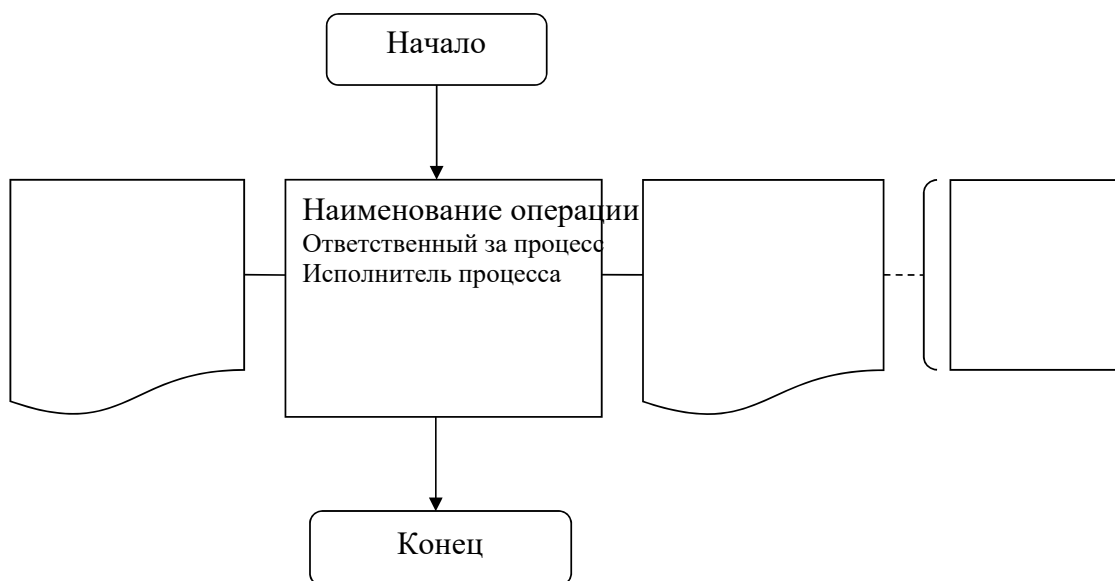 Начало
Наименование операции
Ответственный за процесс
Исполнитель процесса
Конец